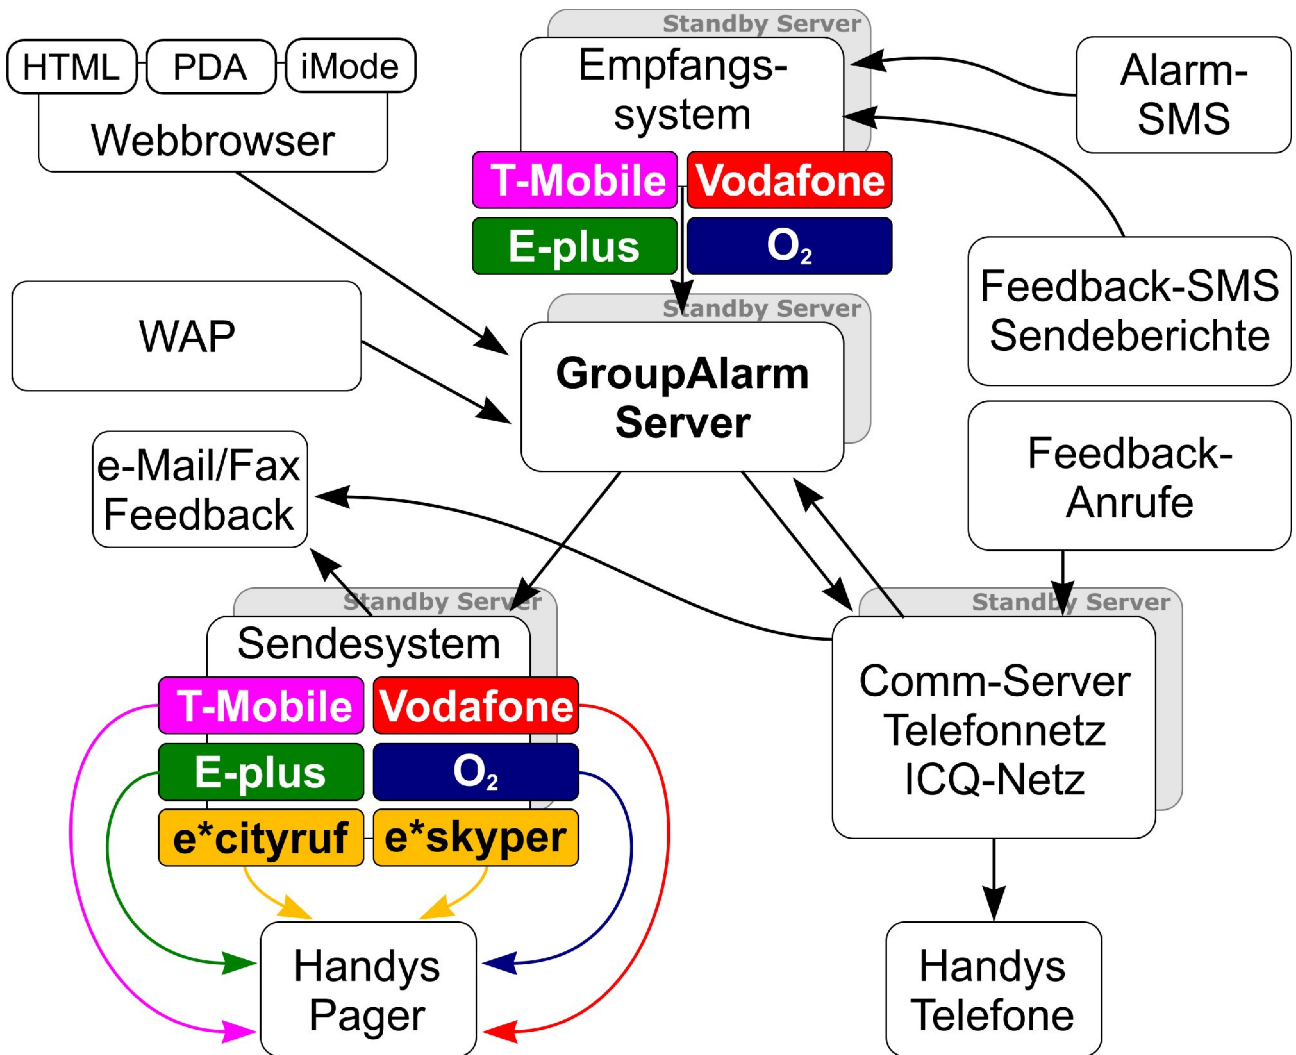 Standby Server
HTML
PDA
iMode
Webbrowser
Empfangs-
system
T-Mobile
Vodafone
E-plus
O₂
Alarm-
SMS
Feedback-SMS
Sendeberichte
WAP
Standby Server
GroupAlarm
Server
Feedback-
Anrufe
e-Mail/Fax
Feedback
Standby Server
Sendesystem
T-Mobile
Vodafone
E-plus
O₂
e*cityruf
e*skyper
Handys
Pager
Standby Server
Comm-Server
Telefonnetz
ICQ-Netz
Handys
Telefone